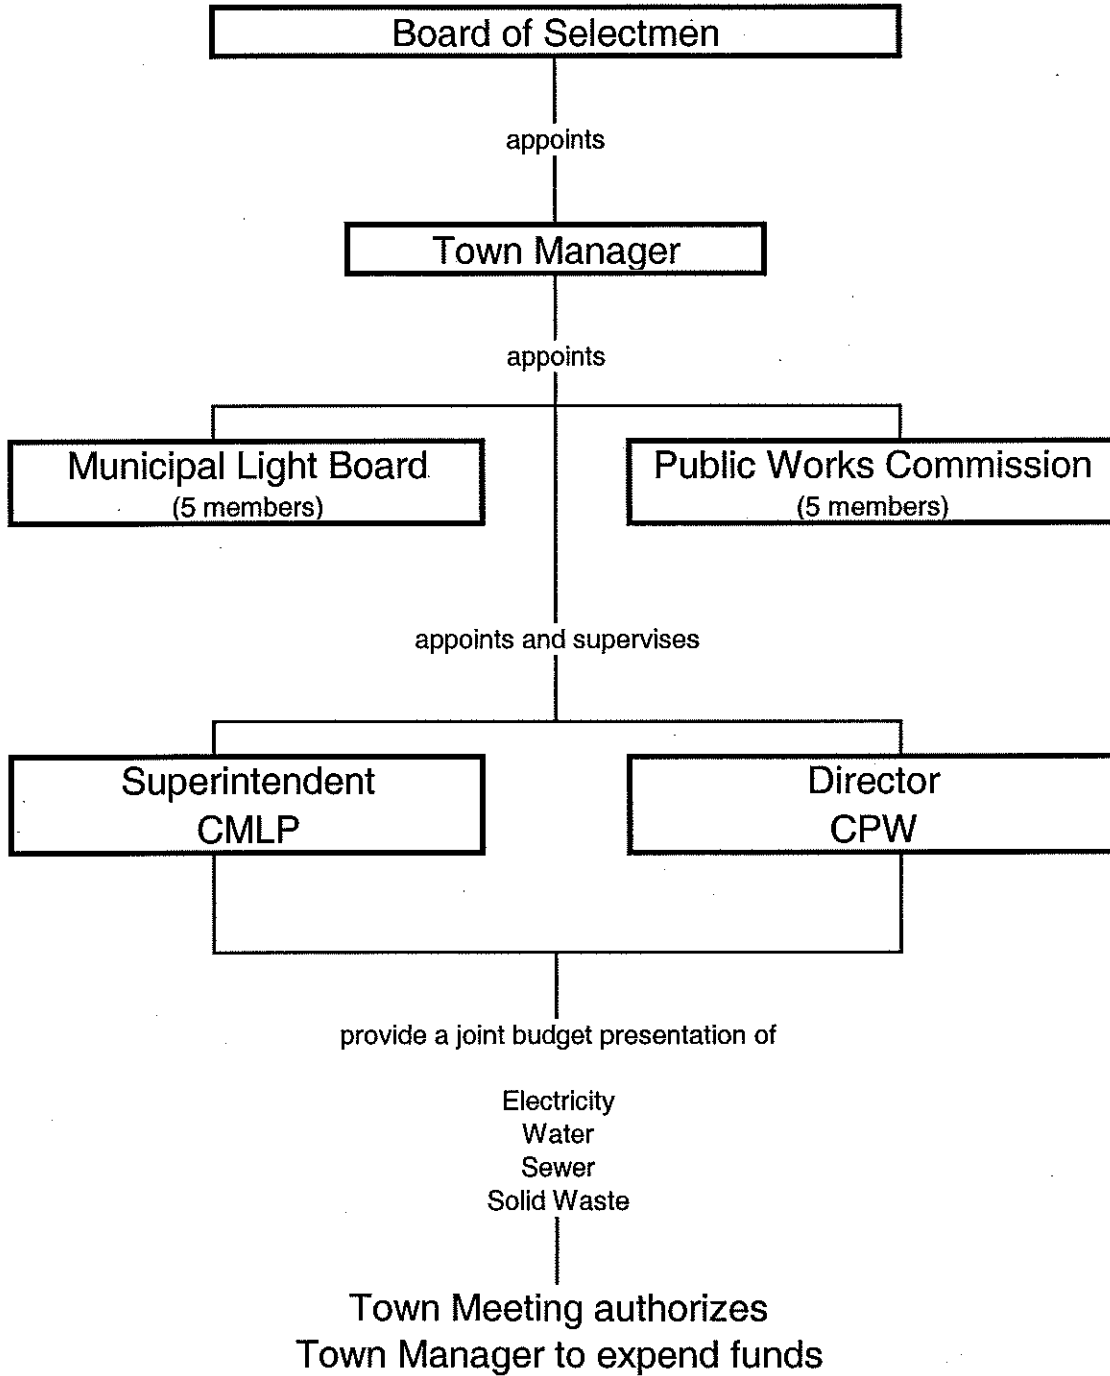 Board of Selectmen
appoints
Town Manager
appoints
Municipal Light Board
(5 members)
Public Works Commission
(5 members)
appoints and supervises
Superintendent
CMLP
Director
CPW
provide a joint budget presentation of
Electricity
Water
Sewer
Solid Waste
Town Meeting authorizes
Town Manager to expend funds